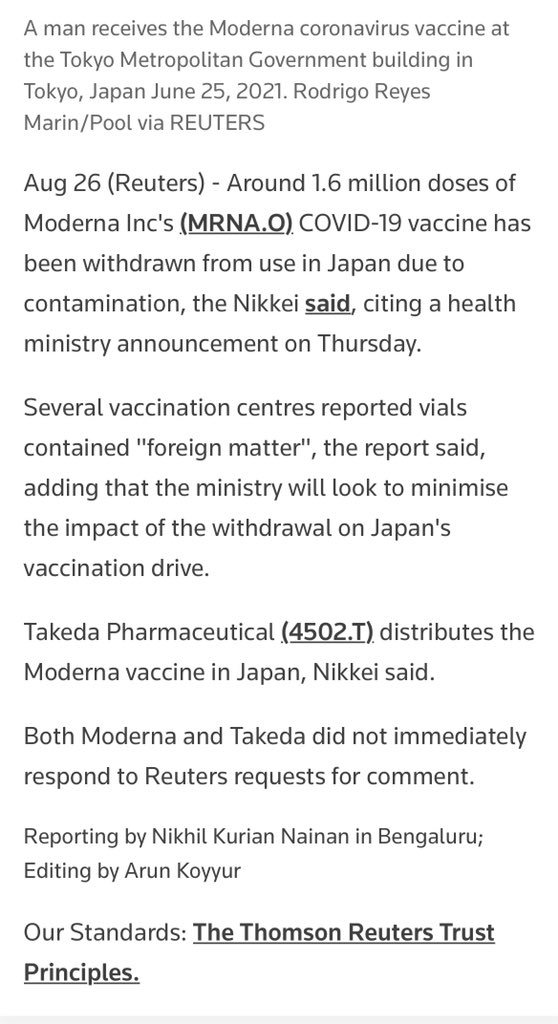 A man receives the Moderna coronavirus vaccine at
the Tokyo Metropolitan Government building in
Tokyo, Japan June 25, 2021. Rodrigo Reyes
Marin/Pool via REUTERS
Aug 26 (Reuters) - Around 1.6 million doses of
Moderna Inc's (MRNA.O) COVID-19 vaccine has
been withdrawn from use in Japan due to
contamination, the Nikkei said, citing a health
ministry announcement on Thursday.
Several vaccination centres reported vials
contained "foreign matter", the report said,
adding that the ministry will look to minimise
the impact of the withdrawal on Japan's
vaccination drive.
Takeda Pharmaceutical (4502.T) distributes the
Moderna vaccine in Japan, Nikkei said.
Both Moderna and Takeda did not immediately
respond to Reuters requests for comment.
Reporting by Nikhil Kurian Nainan in Bengaluru;
Editing by Arun Koyyur
Our Standards: The Thomson Reuters Trust
Principles.